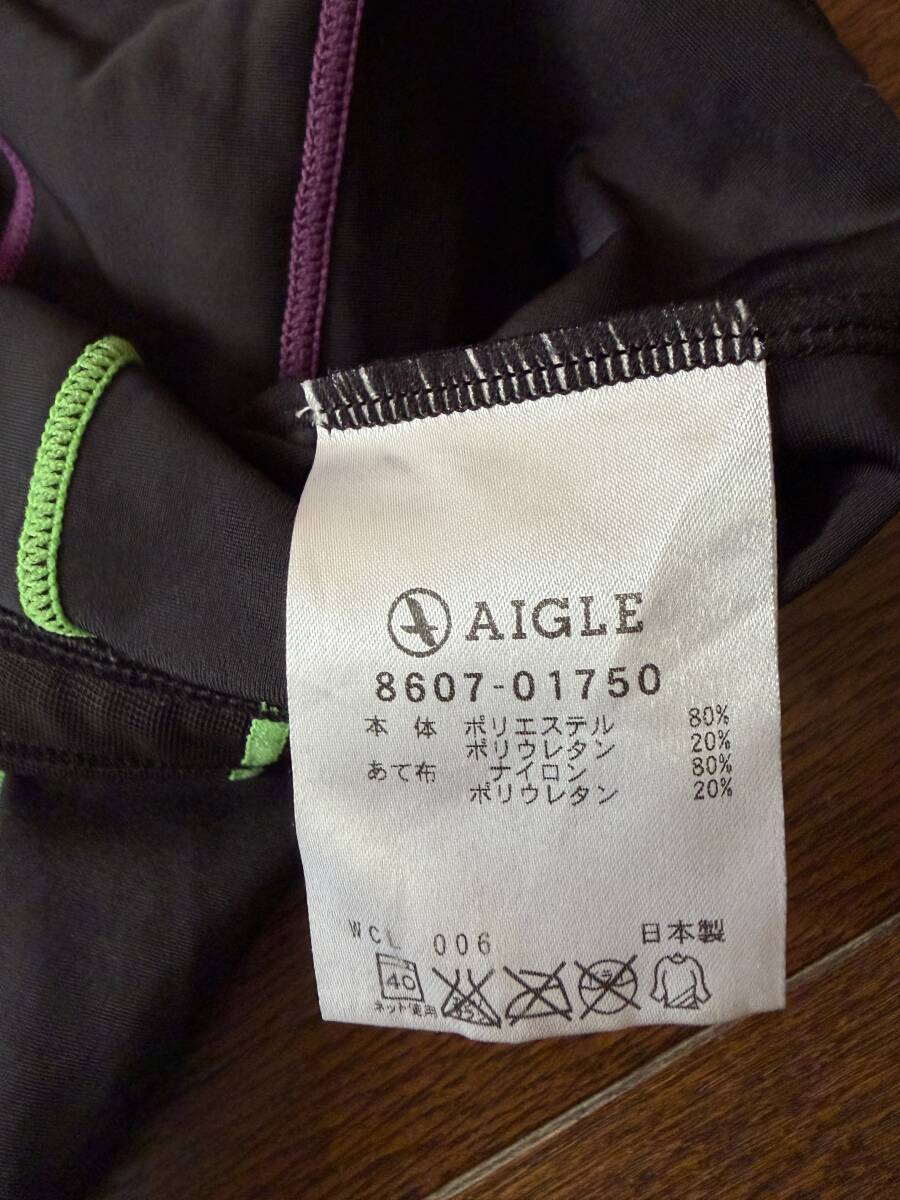 AIGLE
8607-01750
本体 ポリエステル 80%
ポリウレタン 20%
あて布 ナイロン 80%
ポリウレタン 20%
WCL 006 日本製
40
ネット使用